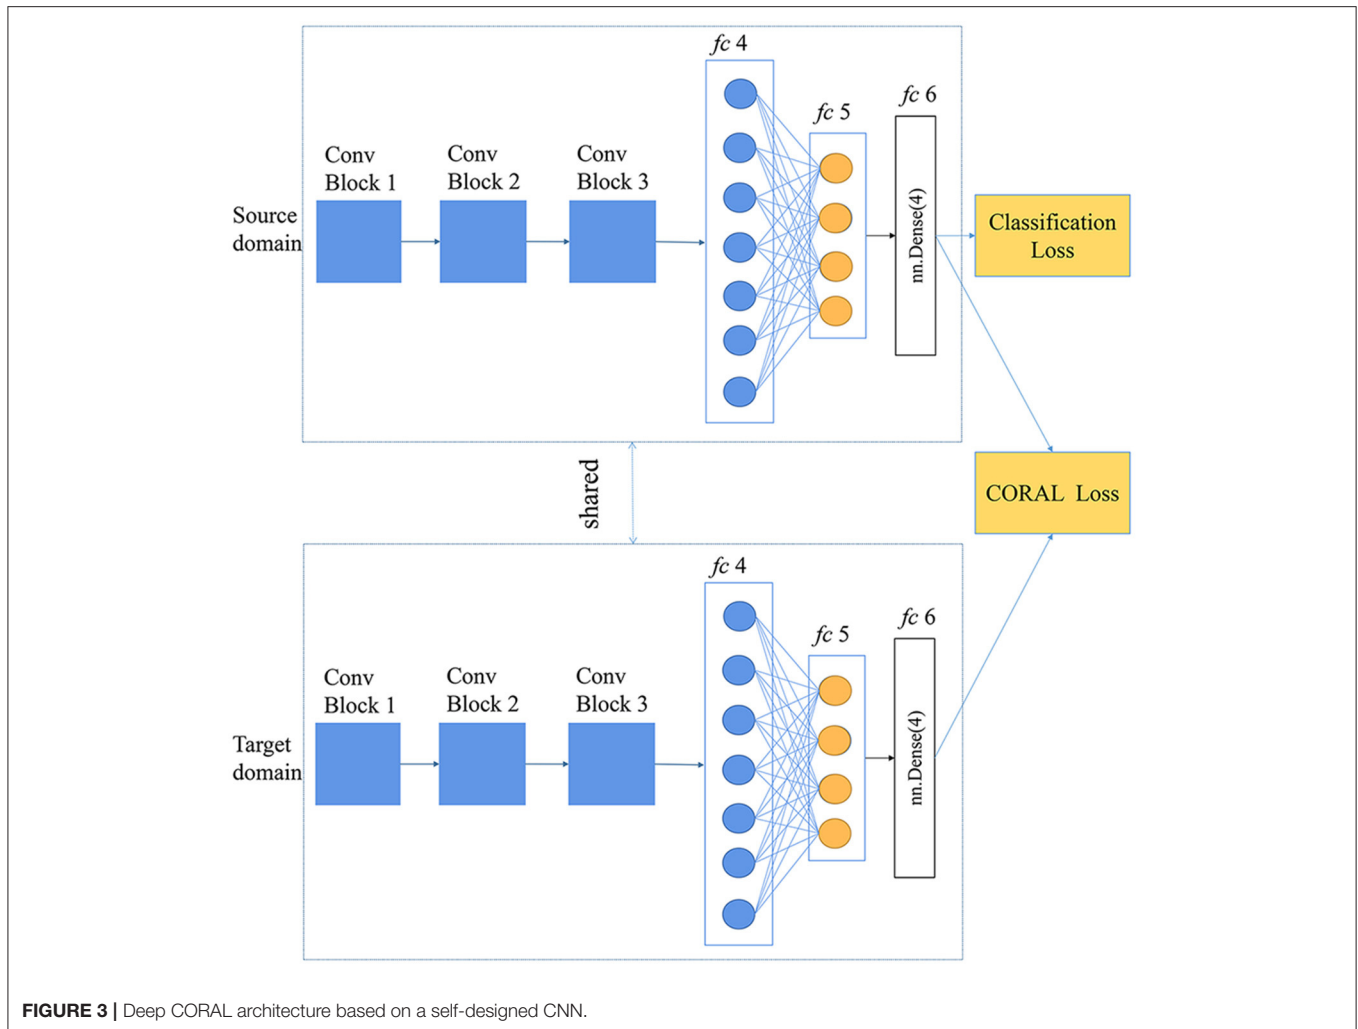 fc 4
fc 5
fc 6
Conv
Block 1
Conv
Block 2
Conv
Block 3
Source
domain
nn.Dense(4)
Classification
Loss
shared
CORAL Loss
fc 4
fc 5
fc 6
Conv
Block 1
Conv
Block 2
Conv
Block 3
Target
domain
nn.Dense(4)
FIGURE 3 | Deep CORAL architecture based on a self-designed CNN.